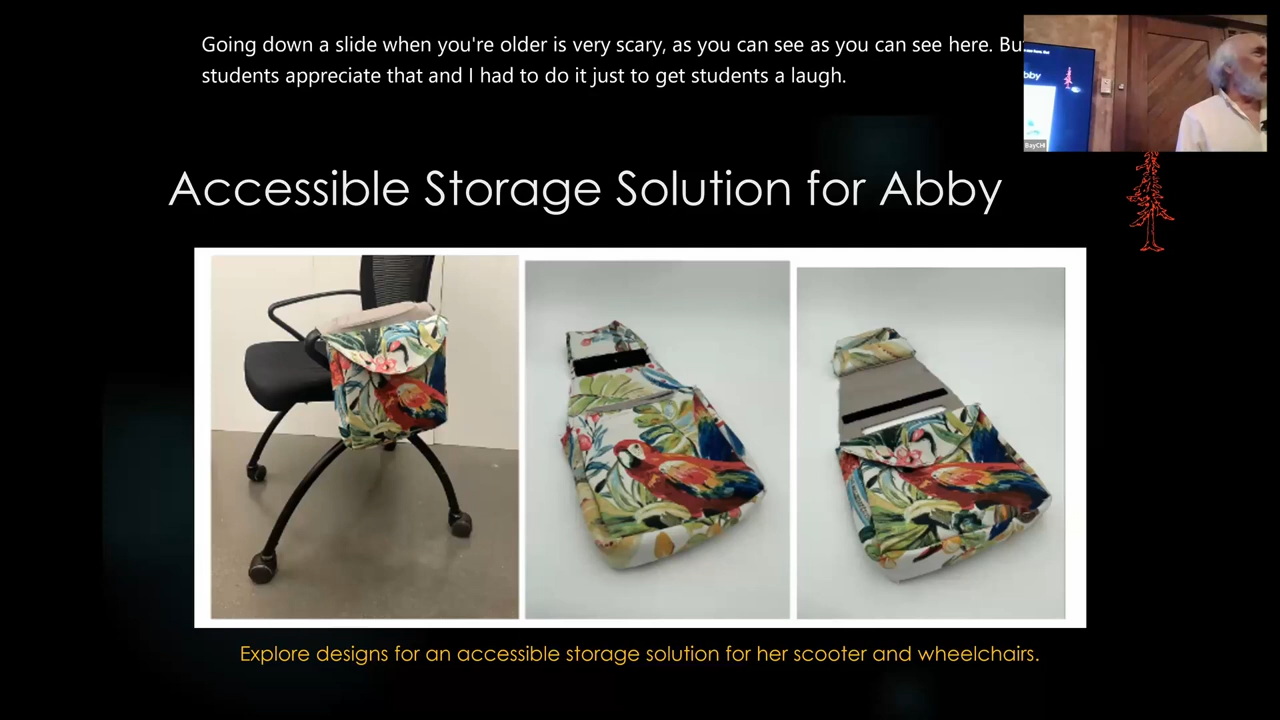 Going down a slide when you're older is very scary, as you can see as you can see here. Bu
students appreciate that and I had to do it just to get students a laugh.
bby
BayCHI
Accessible Storage Solution for Abby
Explore designs for an accessible storage solution for her scooter and wheelchairs.